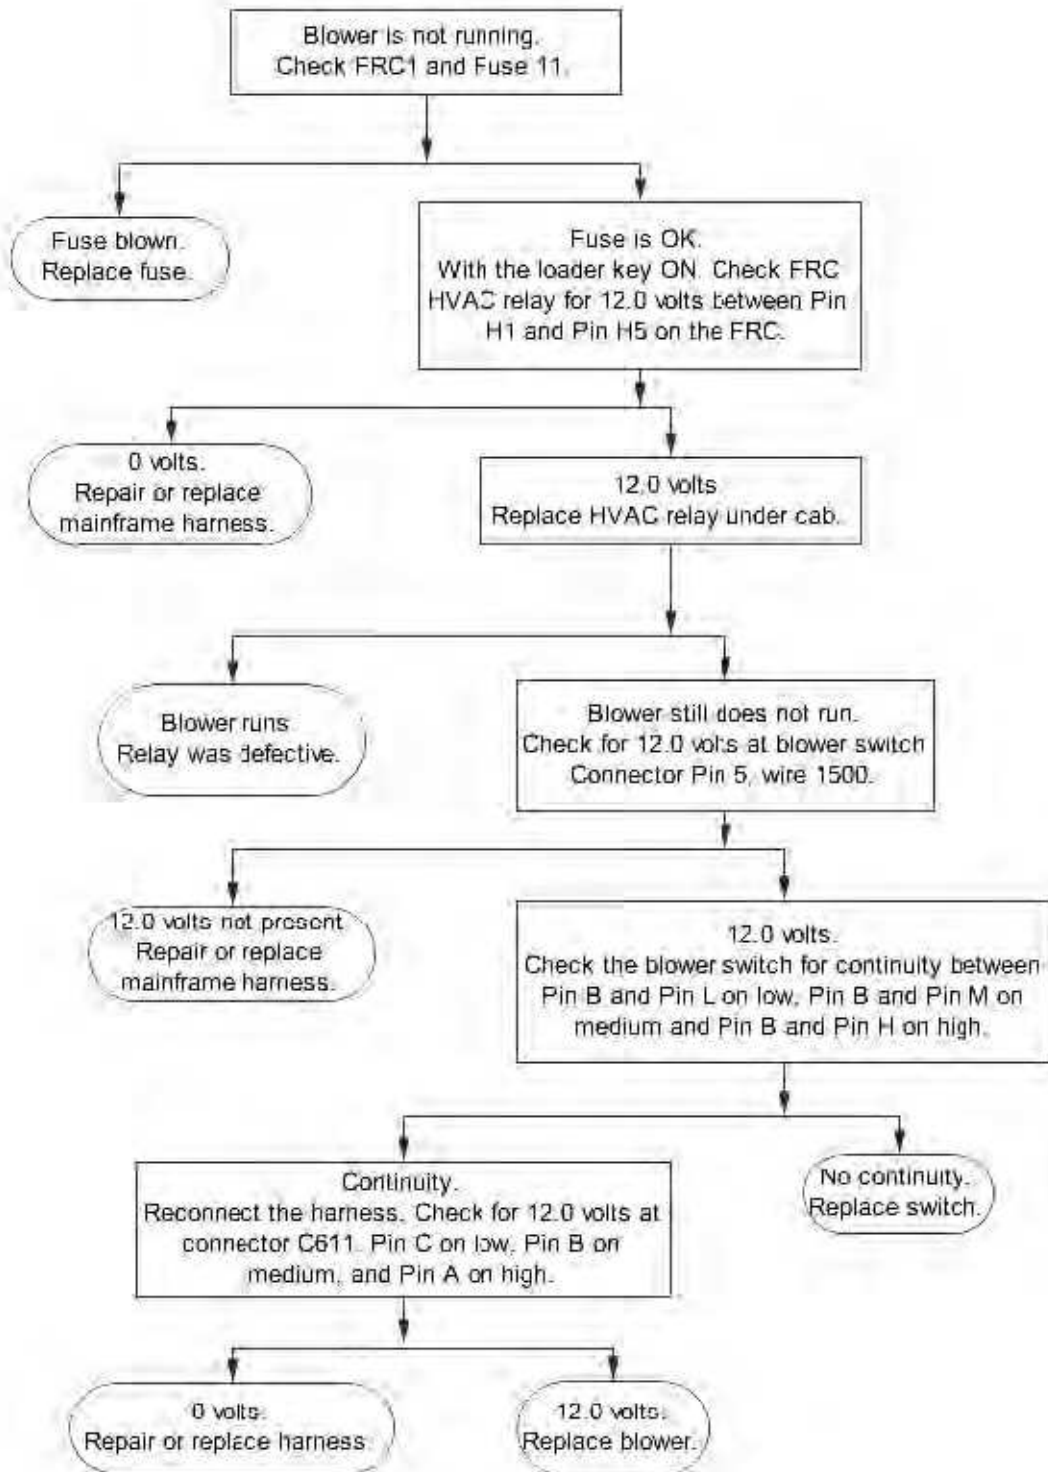 Blower is not running.
Check FRC1 and Fuse 11.
Fuse blown.
Replace fuse.
Fuse is OK.
With the loader key ON. Check FRC
HVAC relay for 12.0 volts between Pin
H1 and Pin H5 on the FRC.
0 volts.
Repair or replace
mainframe harness.
12.0 volts
Replace HVAC relay under cab.
Blower runs
Relay was defective.
Blower still does not run.
Check for 12.0 volts at blower switch
Connector Pin 5, wire 1500.
12.0 volts not present
Repair or replace
mainframe harness.
12.0 volts.
Check the blower switch for continuity between
Pin B and Pin L on low, Pin B and Pin M on
medium and Pin B and Pin H on high.
Continuity.
Reconnect the harness. Check for 12.0 volts at
connector C611. Pin C on low, Pin B on
medium, and Pin A on high.
No continuity.
Replace switch.
0 volts.
Repair or replace harness.
12.0 volts.
Replace blower.